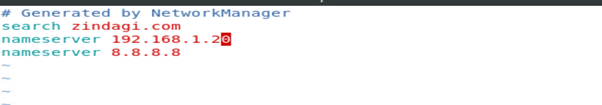 # Generated by NetworkManager
search zindagi.com
nameserver 192.168.1.20
nameserver 8.8.8.8
~
~
~